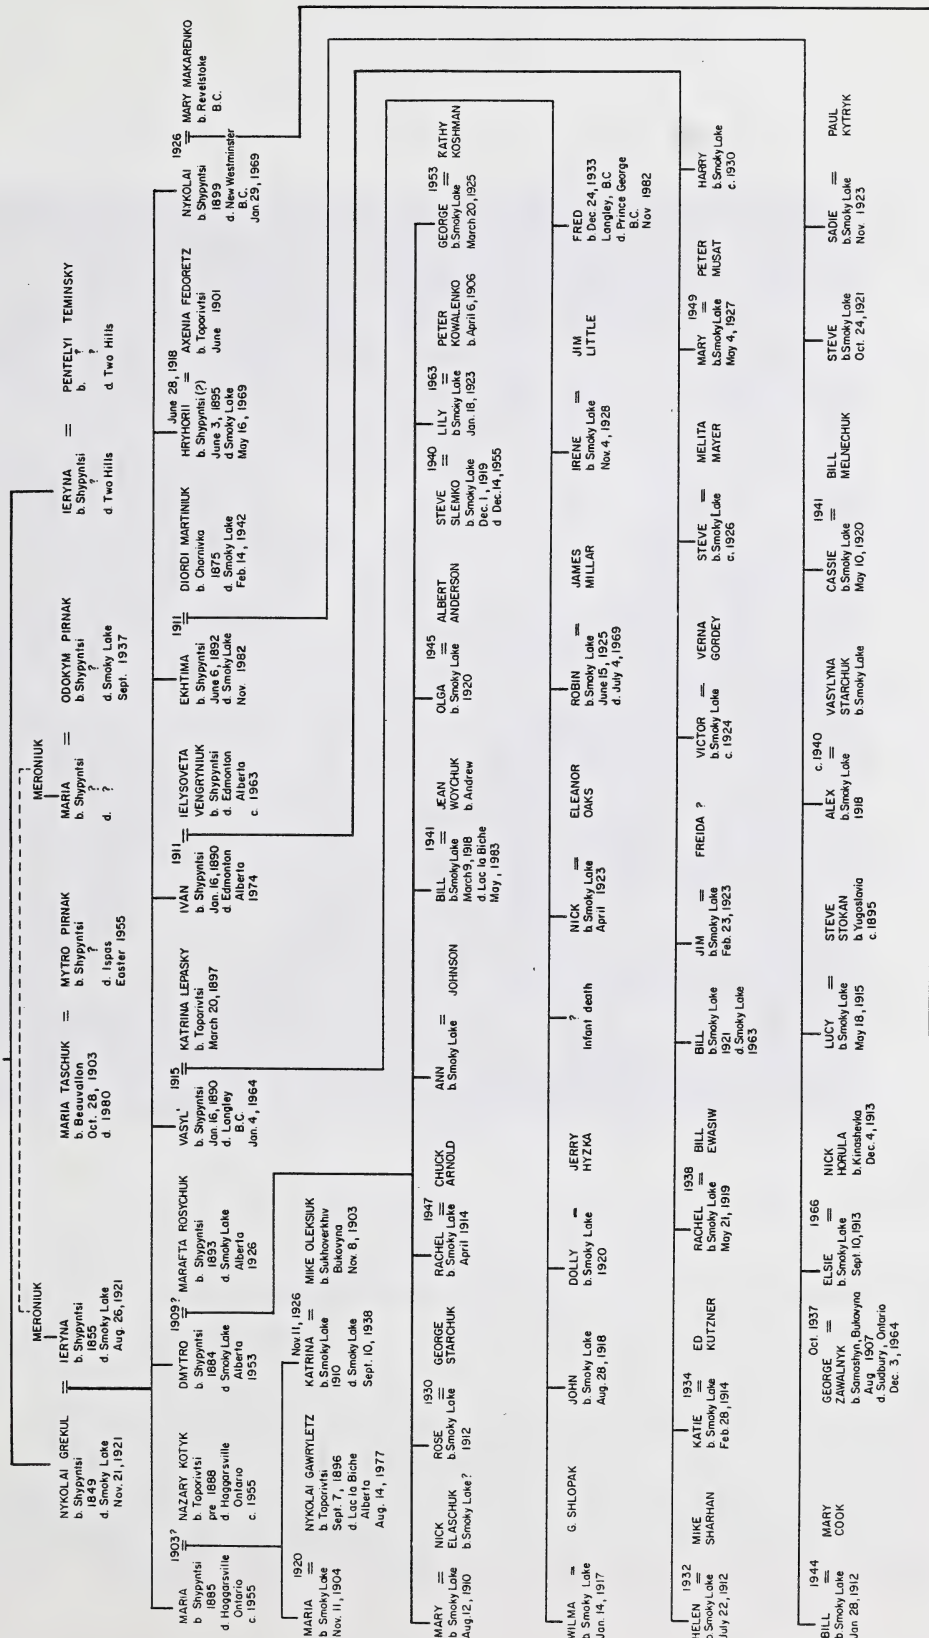 NYKOLAI GREKUL
b. Shypyntsi
1849
d. Smoky Lake
Nov. 21, 1921
=
MERONIUK
IERYNA
b. Shypyntsi
1855
d. Smoky Lake
Aug. 26, 1921
MARIA TASCHUK
b. Beauvallon
Oct. 28, 1903
d. 1980
=
MYTRO PIRNAK
b. Shypyntsi
?
d. Ispas
Easter 1955
MERONIUK
MARIA
b. Shypyntsi
?
d. ?
=
ODOKYM PIRNAK
b. Shypyntsi
?
d. Smoky Lake
Sept. 1937
IERYNA
b. Shypyntsi
?
d. Two Hills
=
PENTELYI TEMINSKY
b. ?
?
d. Two Hills
MARIA
b Shypyntsi
1885
d. Haggarsville
Ontario
c. 1955
1903?
=
NAZARY KOTYK
b. Toporivtsi
pre 1888
d. Haggarsville
Ontario
c. 1955
DMYTRO
b. Shypyntsi
1884
d Smoky Lake
Alberta
1953
1909?
=
MARAFTA ROSYCHUK
b. Shypyntsi
1893
d. Smoky Lake
Alberta
1926
VASYL'
b. Shypyntsi
Jan. 16, 1890
d. Langley
B.C.
Jan. 4, 1964
1915
=
KATRINA LEPASKY
b. Toporivtsi
March 20, 1897
IVAN
b. Shypyntsi
Jan. 16, 1890
d. Edmonton
Alberta
1974
1911
=
IELYSOVETA
VENGRYNIUK
b. Shypyntsi
d. Edmonton
Alberta
c. 1963
EKHTIMA
b. Shypyntsi
June 6, 1892
d. Smoky Lake
Nov. 1982
1911
=
DIORDI MARTINIUK
b. Chornivka
1875
d. Smoky Lake
Feb. 14, 1942
June 28, 1918
HRYHORII =
b. Shypyntsi (?)
June 3, 1895
d. Smoky Lake
May 16, 1969
AXENIA FEDORETZ
b. Toporivtsi
June 1901
NYKOLAI
b. Shypyntsi
1899
d. New Westminster
B.C.
Jan 29, 1969
1926
=
MARY MAKARENKO
b. Revelstoke
B.C.
1920
MARIA =
b. Smoky Lake
Nov. 11, 1904
NYKOLAI GAWRYLETZ
b. Toporivtsi
Sept. 7, 1896
d. Lac la Biche
Alberta
Aug. 14, 1977
Nov. 11, 1926
KATRINA =
b. Smoky Lake
1910
d. Smoky Lake
Sept. 10, 1938
MIKE OLEKSIUK
b. Sukhoverkhiv
Bukovyna
Nov. 8, 1903
MARY =
b Smoky Lake
Aug. 12, 1910
NICK
ELASCHUK
b. Smoky Lake?
1930
ROSE =
b. Smoky Lake
1912
GEORGE
STARCHUK
1947
RACHEL =
b. Smoky Lake
April 1914
CHUCK
ARNOLD
ANN =
b. Smoky Lake
JOHNSON
1941
BILL =
b. Smoky Lake
March 9, 1918
d. Lac la Biche
May, 1983
JEAN
WOYCHUK
b. Andrew
1945
OLGA =
b. Smoky Lake
1920
ALBERT
ANDERSON
1940
STEVE =
SLEMKO
b. Smoky Lake
Dec. 1, 1919
d Dec. 14, 1955
1963
LILY =
b Smoky Lake
Jan. 18, 1923
PETER
KOWALENKO
b. April 6, 1906
1953
GEORGE =
b. Smoky Lake
March 20, 1925
KATHY
KOSHMAN
WILMA =
b. Smoky Lake
Jan. 14, 1917
G. SHLOPAK
JOHN
b. Smoky Lake
Aug. 28, 1918
DOLLY =
b. Smoky Lake
1920
JERRY
HYZKA
?
Infant death
NICK =
b. Smoky Lake
April 1923
ELEANOR
OAKS
ROBIN =
b. Smoky Lake
June 15, 1925
d. July 4, 1969
JAMES
MILLAR
IRENE =
b. Smoky Lake
Nov. 4, 1928
JIM
LITTLE
FRED
b Dec. 24, 1933
Langley, B.C
d. Prince George
B.C.
Nov 1982
1932
HELEN =
b. Smoky Lake
July 22, 1912
MIKE
SHARHAN
1934
KATIE =
b. Smoky Lake
Feb. 28, 1914
ED
KUTZNER
1938
RACHEL =
b. Smoky Lake
May 21, 1919
BILL
EWASIW
BILL
b. Smoky Lake
1921
d. Smoky Lake
1963
JIM =
b. Smoky Lake
Feb. 23, 1923
FREIDA ?
VICTOR =
b. Smoky Lake
c. 1924
VERNA
GORDEY
STEVE =
b. Smoky Lake
c. 1926
MELITA
MAYER
1949
MARY =
b. Smoky Lake
May 4, 1927
PETER
MUSAT
HARRY
b. Smoky Lake
c. 1930
1944
BILL =
b. Smoky Lake
Jan 28, 1912
MARY
COOK
Oct. 1937
GEORGE =
ZAWALNYK
b. Samoshyn, Bukovyna
Aug 1907
d. Sudbury, Ontario
Dec. 3, 1964
1966
ELSIE =
b. Smoky Lake
Sept. 10, 1913
NICK
HORULA
b. Kinashevka
Dec. 4, 1913
LUCY =
b. Smoky Lake
May 18, 1915
STEVE
STOKAN
b. Yugoslavia
c. 1895
c. 1940
ALEX =
b. Smoky Lake
1918
VASYLYNA
STARCHUK
b. Smoky Lake
1941
CASSIE =
b. Smoky Lake
May 10, 1920
BILL
MELNECHUK
STEVE
b. Smoky Lake
Oct. 24, 1921
SADIE =
b. Smoky Lake
Nov. 1923
PAUL
KYTRYK